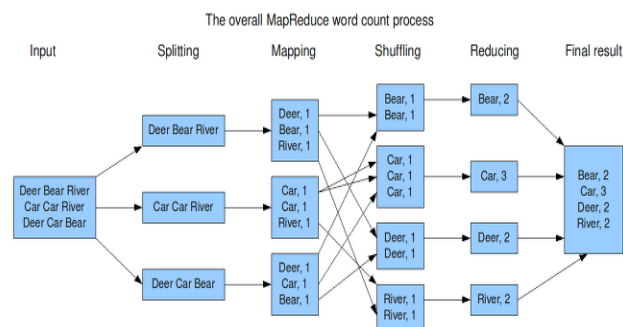 The overall MapReduce word count process
Input
Splitting
Mapping
Shuffling
Reducing
Final result
Deer Bear River
Car Car River
Deer Car Bear
Deer Bear River
Car Car River
Deer Car Bear
Deer, 1
Bear, 1
River, 1
Car, 1
Car, 1
River, 1
Deer, 1
Car, 1
Bear, 1
Bear, 1
Bear, 1
Car, 1
Car, 1
Car, 1
Deer, 1
Deer, 1
River, 1
River, 1
Bear, 2
Car, 3
Deer, 2
River, 2
Bear, 2
Car, 3
Deer, 2
River, 2